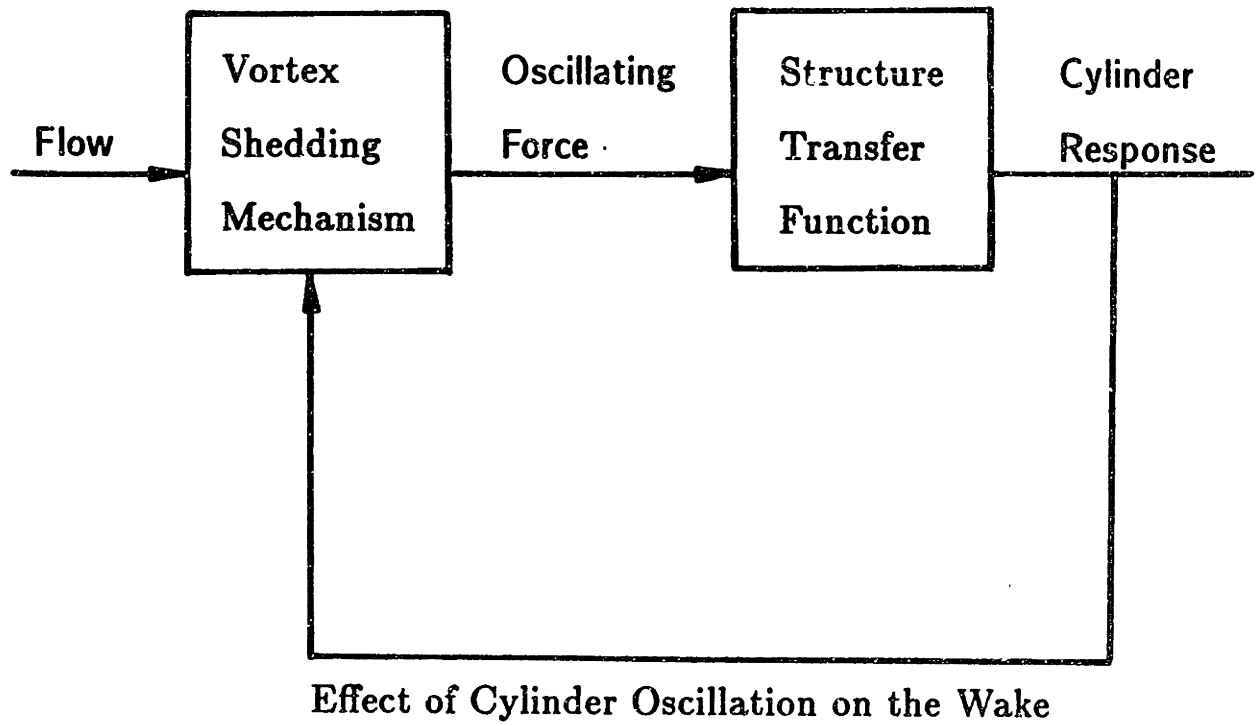 Flow
Vortex
Shedding
Mechanism
Oscillating
Force
Structure
Transfer
Function
Cylinder
Response
Effect of Cylinder Oscillation on the Wake